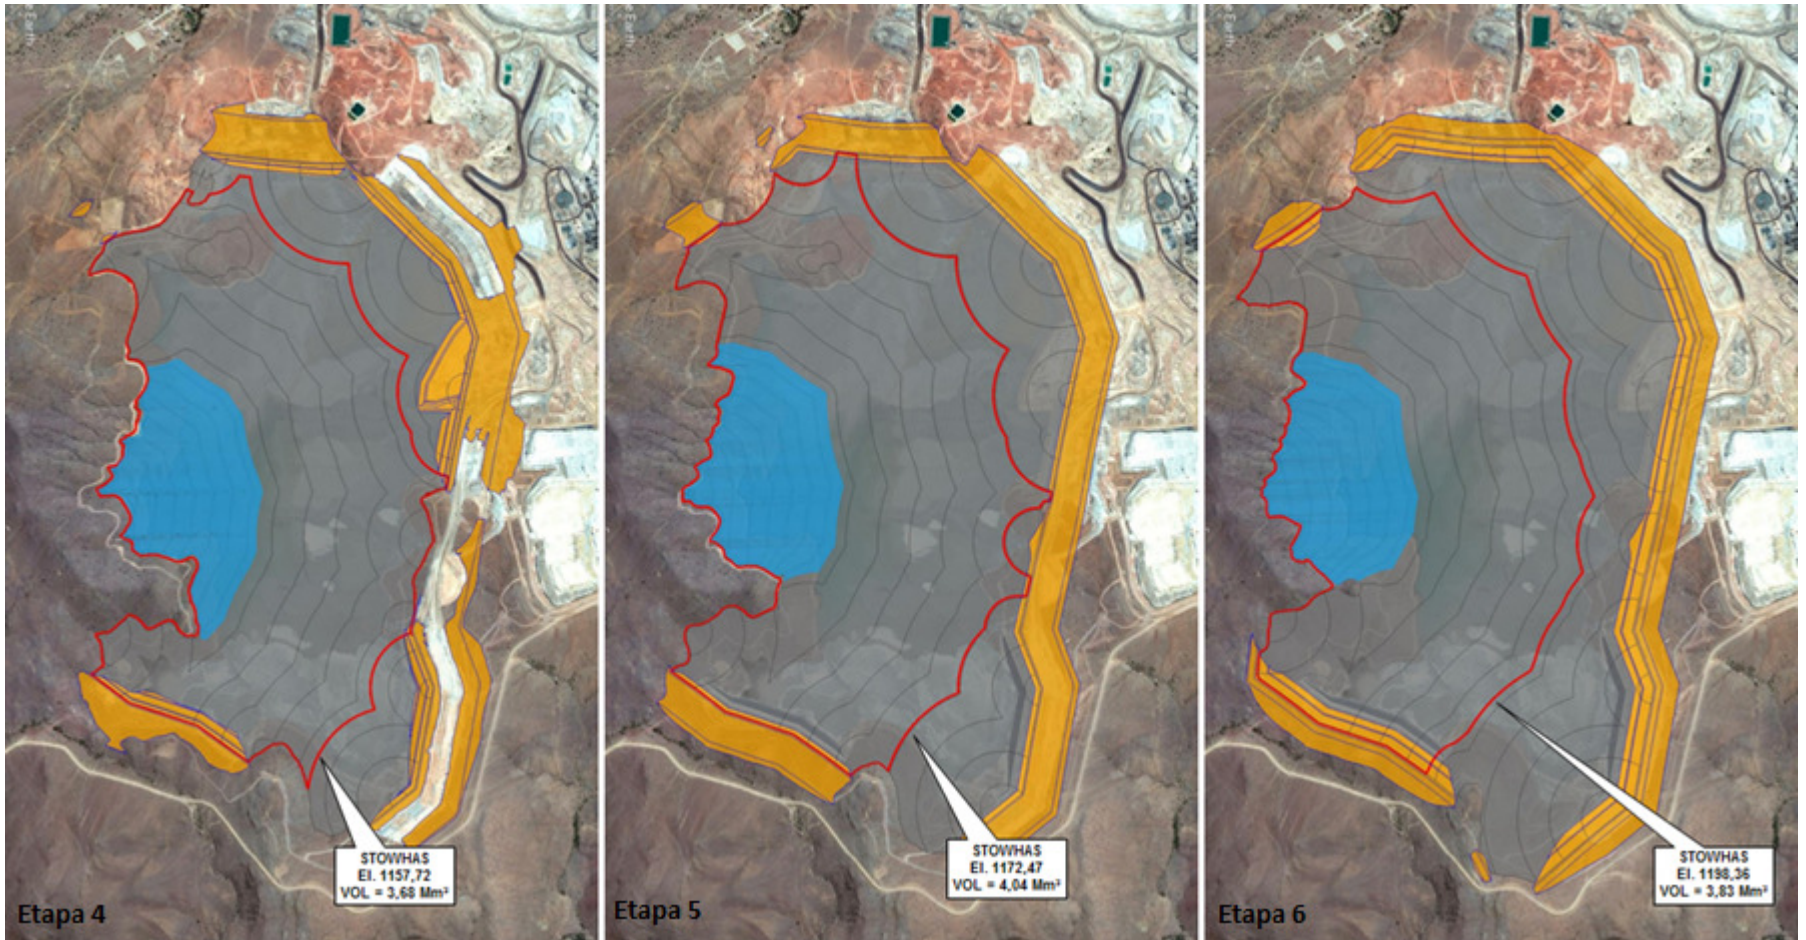 STOWHAS
El. 1157,72
VOL = 3,68 Mm³
Etapa 4
STOWHAS
El. 1172,47
VOL = 4,04 Mm³
Etapa 5
STOWHAS
El. 1198,36
VOL = 3,83 Mm³
Etapa 6